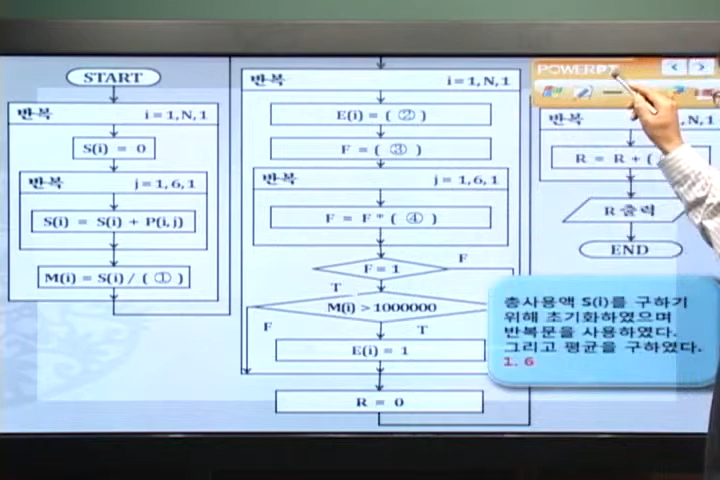 START
반복 i=1,N,1
S(i) = 0
반복 j=1,6,1
S(i) = S(i) + P(i,j)
M(i)=S(i)/(①)
반복 i=1,N,1
E(i)=(②)
F=(③)
반복 j=1,6,1
F=F*(④)
F=1
F
T
M(i)>1000000
F
T
E(i)=1
R = 0
POWERPT
반복 ,N,1
R = R + (
R 출력
END
총사용액 S(i)를 구하기
위해 초기화하였으며
반복문을 사용하였다.
그리고 평균을 구하였다.
1. 6